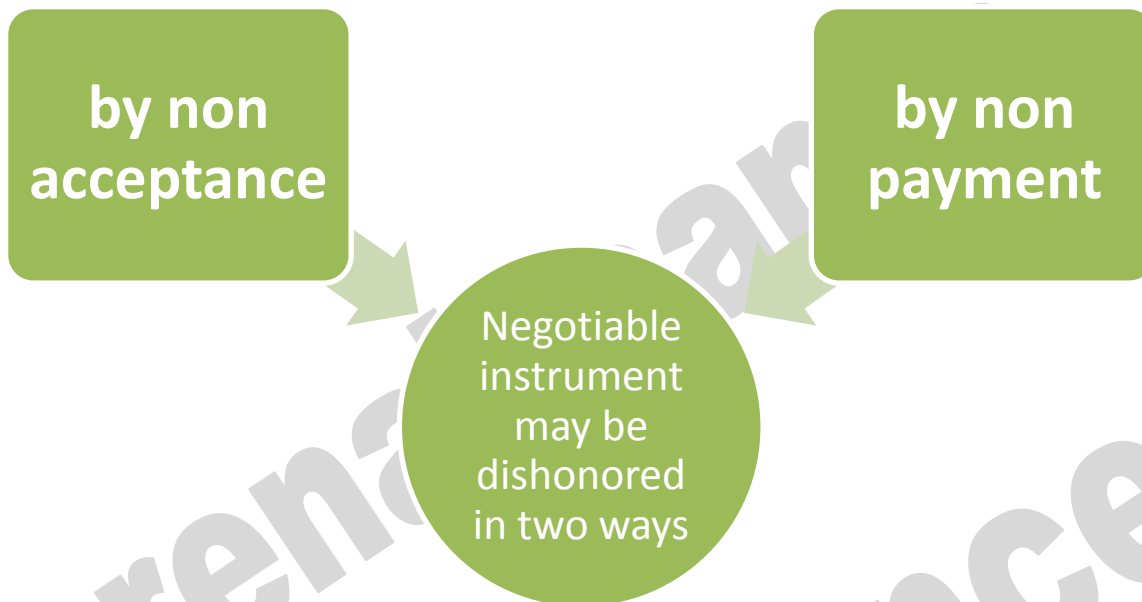 by non
acceptance
by non
payment
Negotiable
instrument
may be
dishonored
in two ways